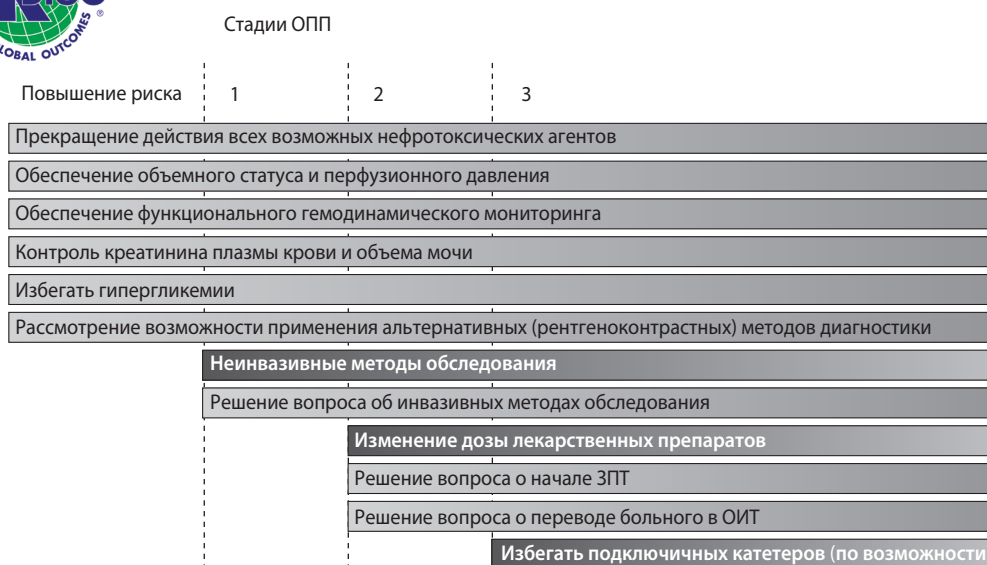 GLOBAL OUTCOMES ®
Стадии ОПП
Повышение риска 1 2 3
Прекращение действия всех возможных нефротоксических агентов
Обеспечение объемного статуса и перфузионного давления
Обеспечение функционального гемодинамического мониторинга
Контроль креатинина плазмы крови и объема мочи
Избегать гипергликемии
Рассмотрение возможности применения альтернативных (рентгеноконтрастных) методов диагностики
Неинвазивные методы обследования
Решение вопроса об инвазивных методах обследования
Изменение дозы лекарственных препаратов
Решение вопроса о начале ЗПТ
Решение вопроса о переводе больного в ОИТ
Избегать подключичных катетеров (по возможности